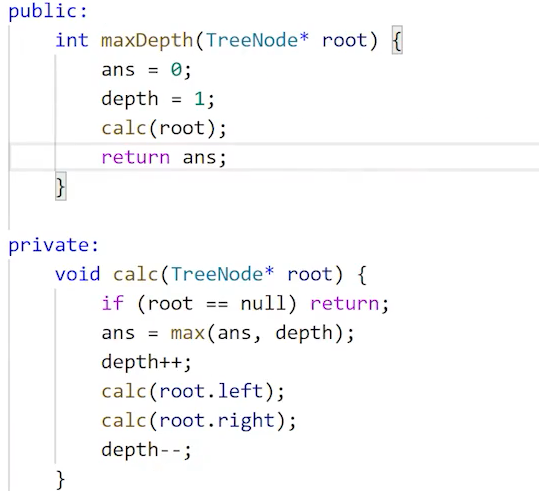 public:
    int maxDepth(TreeNode* root) {
        ans = 0;
        depth = 1;
        calc(root);
        return ans;
    }
private:
    void calc(TreeNode* root) {
        if (root == null) return;
        ans = max(ans, depth);
        depth++;
        calc(root.left);
        calc(root.right);
        depth--;
    }